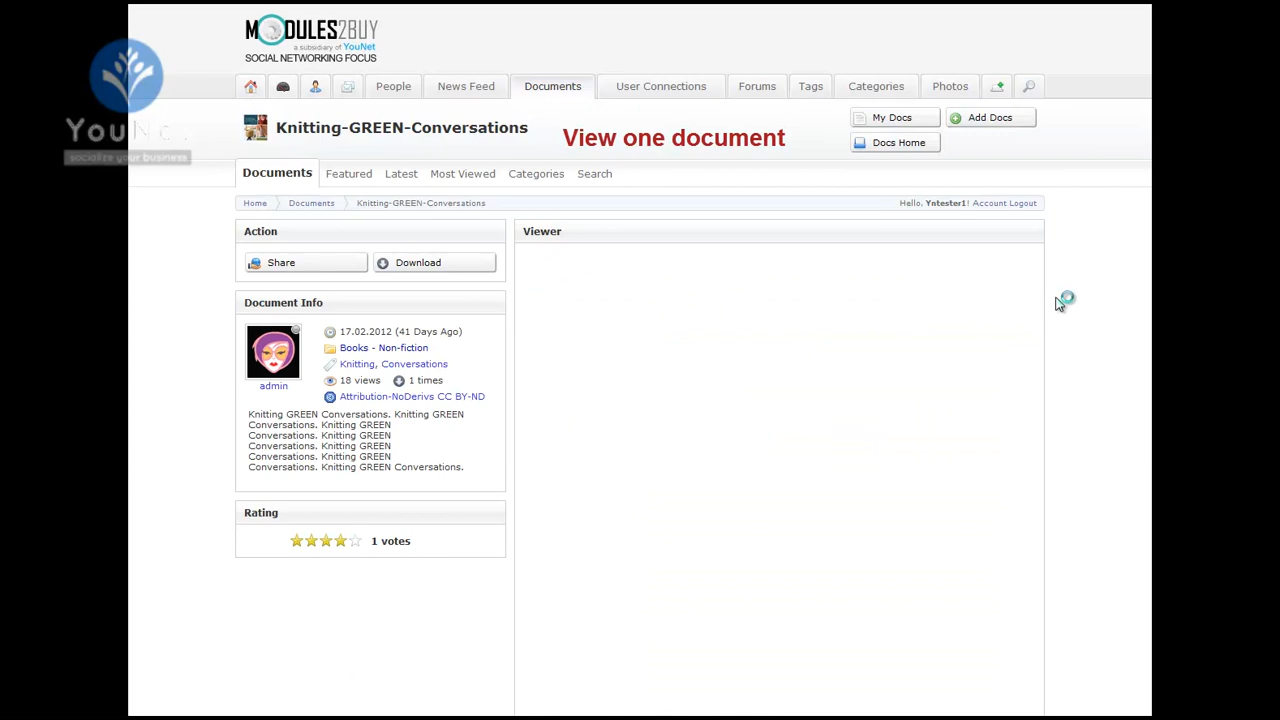 MODULES2BUY
a subsidiary of YouNet
SOCIAL NETWORKING FOCUS
YouNet
socialize your business
People News Feed Documents User Connections Forums Tags Categories Photos
Knitting-GREEN-Conversations
View one document
My Docs Add Docs
Docs Home
Documents Featured Latest Most Viewed Categories Search
Home Documents Knitting-GREEN-Conversations Hello. Yntester1! Account Logout
Action
Share Download
Document Info
17.02.2012 (41 Days Ago)
Books - Non-fiction
Knitting, Conversations
18 views 1 times
Attribution-NoDerivs CC BY-ND
admin
Knitting GREEN Conversations. Knitting GREEN
Conversations. Knitting GREEN
Conversations. Knitting GREEN
Conversations. Knitting GREEN
Conversations. Knitting GREEN
Conversations. Knitting GREEN Conversations.
Rating
1 votes
Viewer